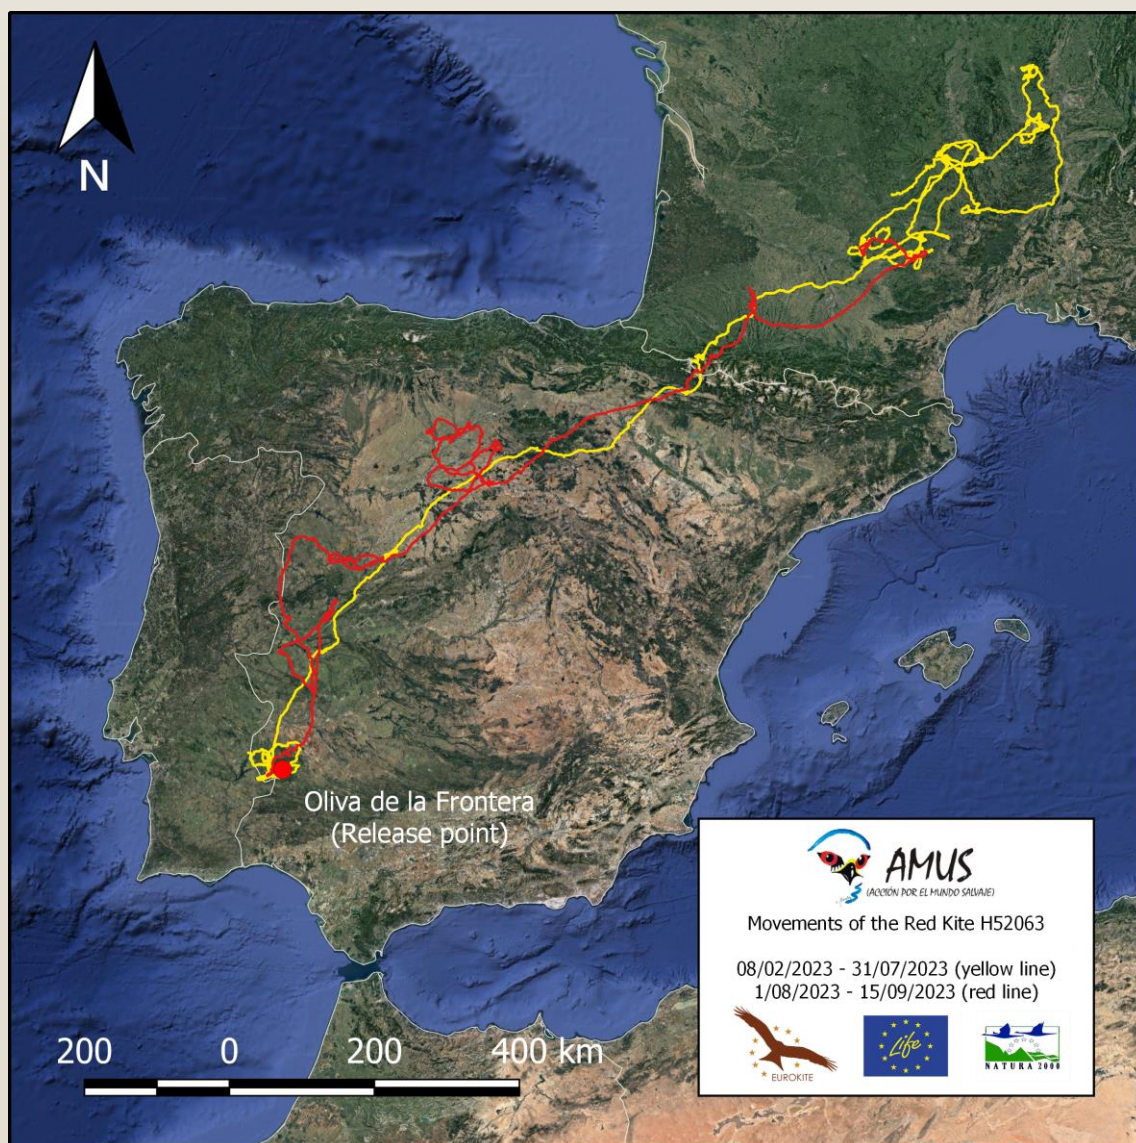 N
Oliva de la Frontera
(Release point)
AMUS
(ACCIÓN POR EL MUNDO SALVAJE)
Movements of the Red Kite H52063
08/02/2023 - 31/07/2023 (yellow line)
1/08/2023 - 15/09/2023 (red line)
EUROKITE
Life
NATURA 2000
200 0 200 400 km